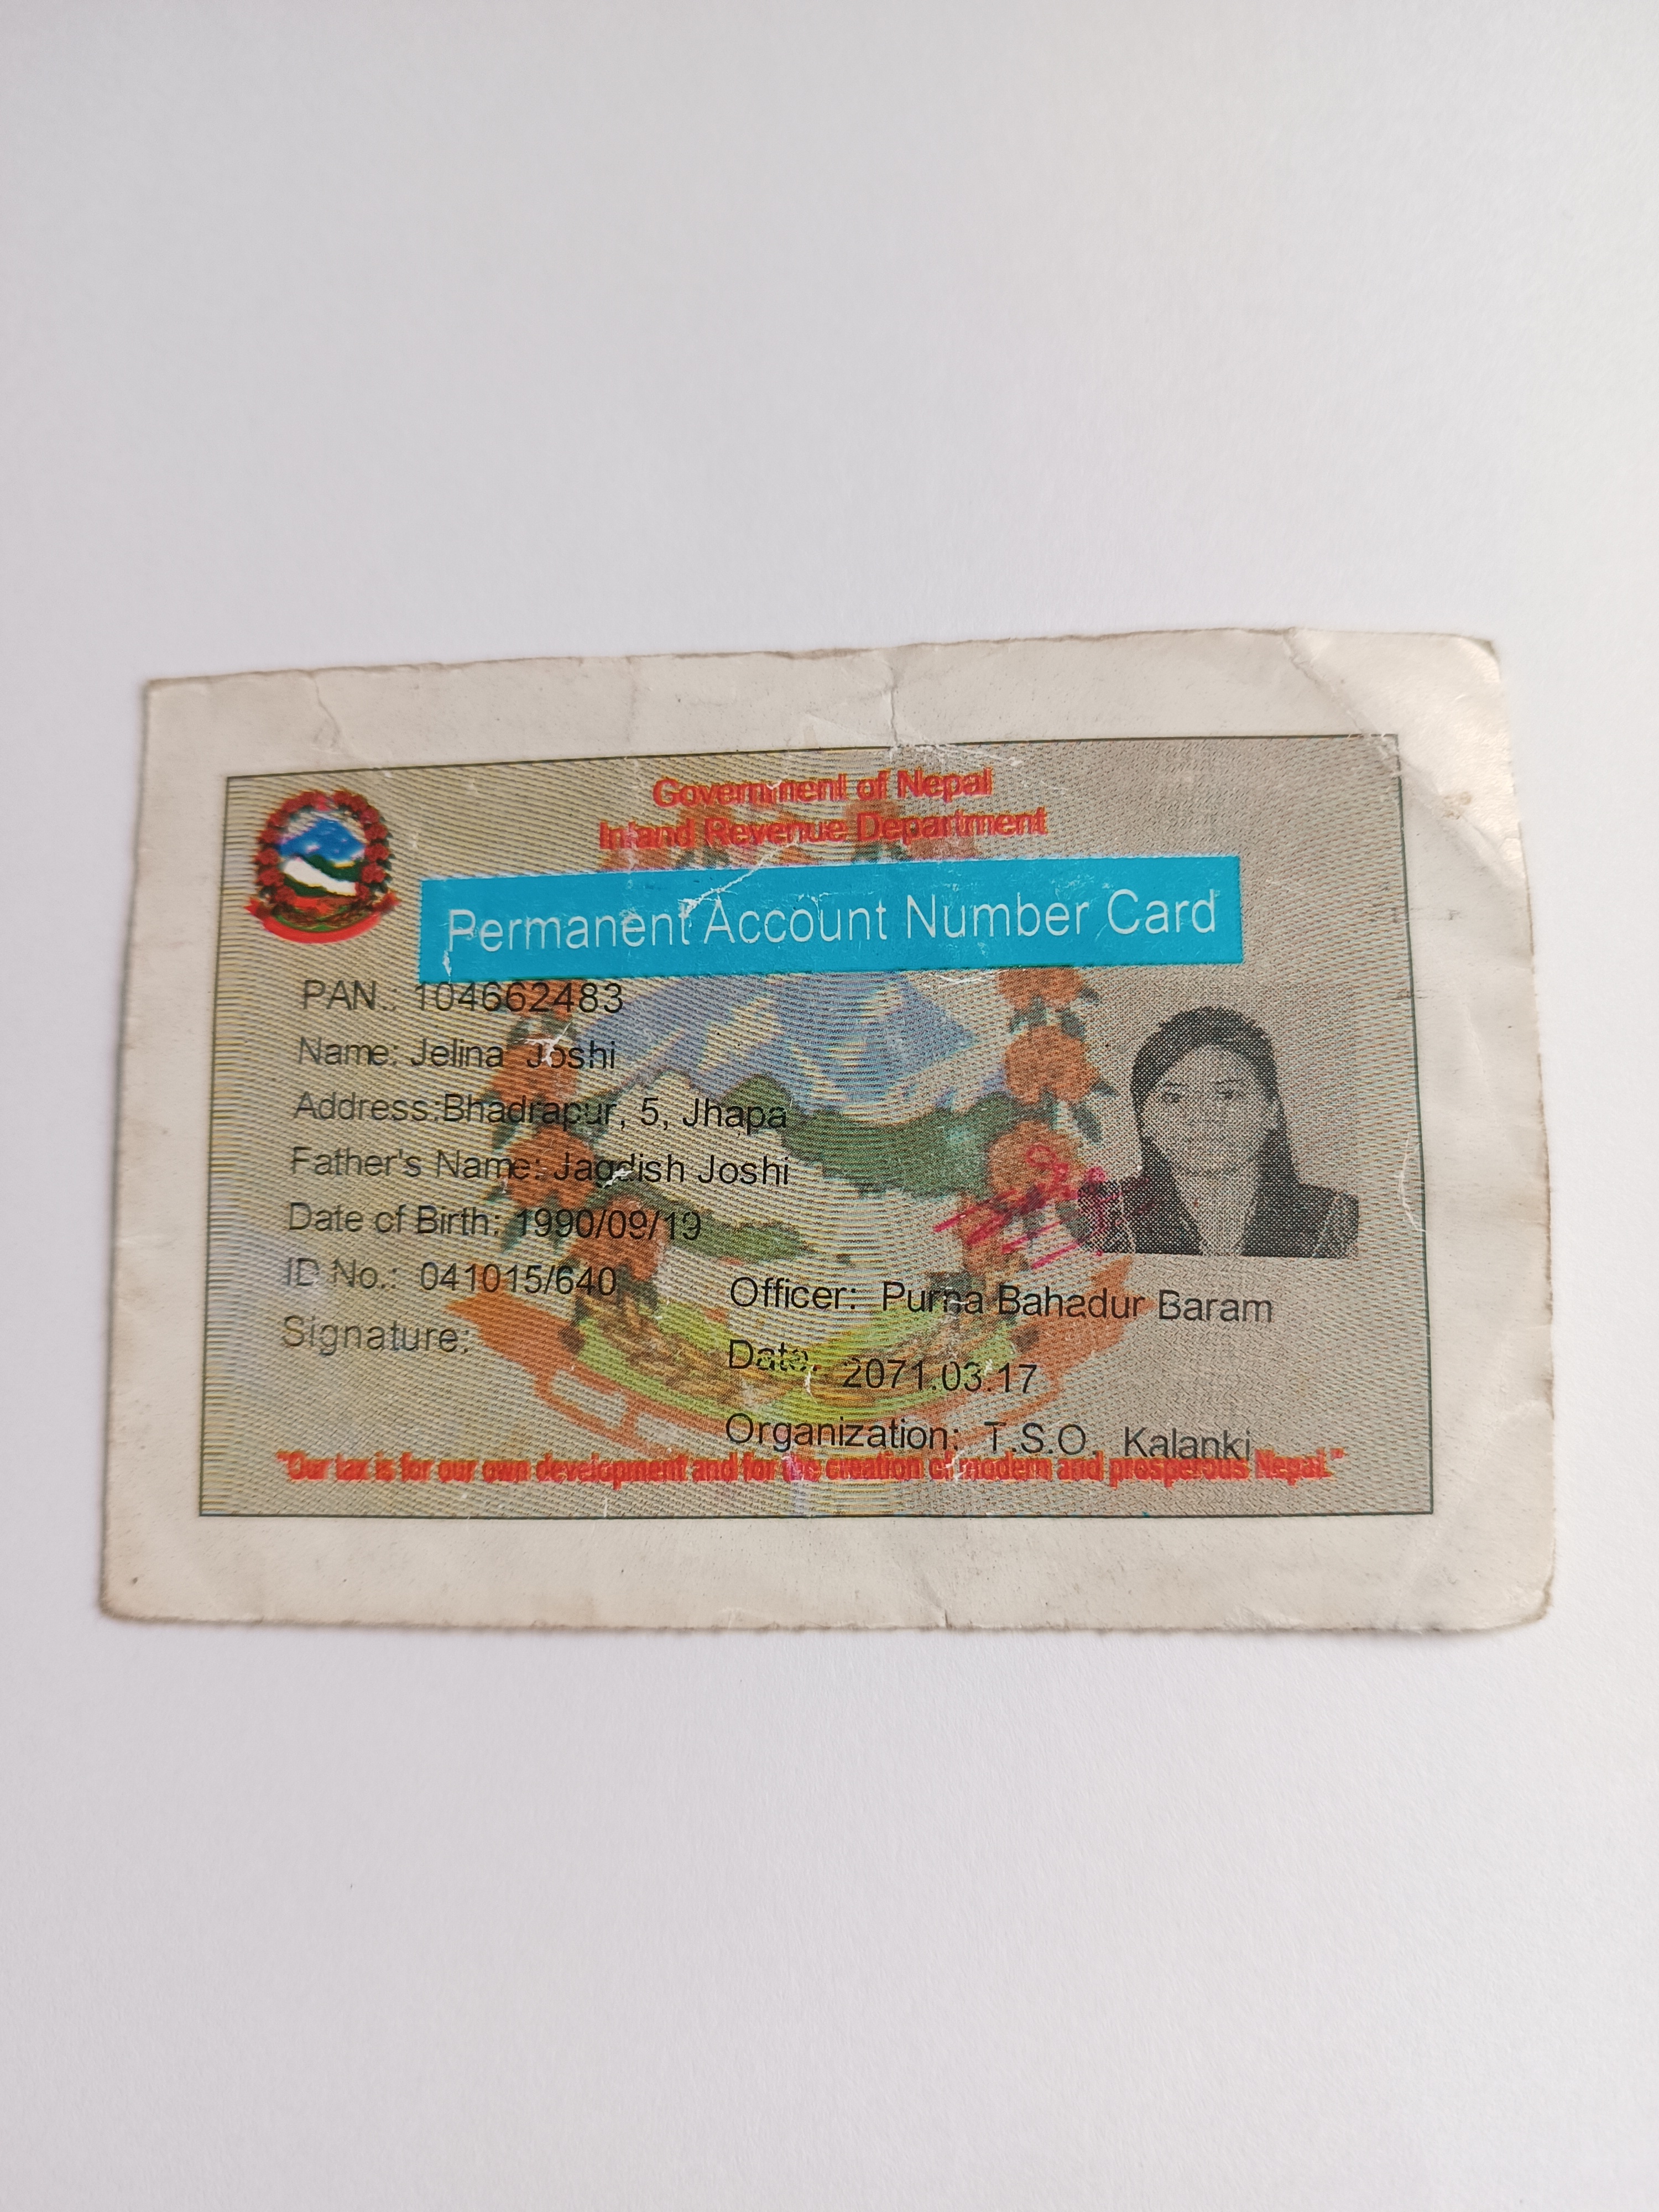 Government of Nepal
Inland Revenue Department
Permanent Account Number Card
PAN.: 104662483
Name: Jelina Joshi
Address:Bhadrapur, 5, Jhapa
Father's Name: Jagdish Joshi
Date of Birth: 1990/09/19
ID No.: 041015/640
Signature:
Officer: Purna Bahadur Baram
Date. 2071.03.17
Organization: T.S.O. Kalanki
"Our tax is for our own development and for the creation of modern and prosperous Nepal."